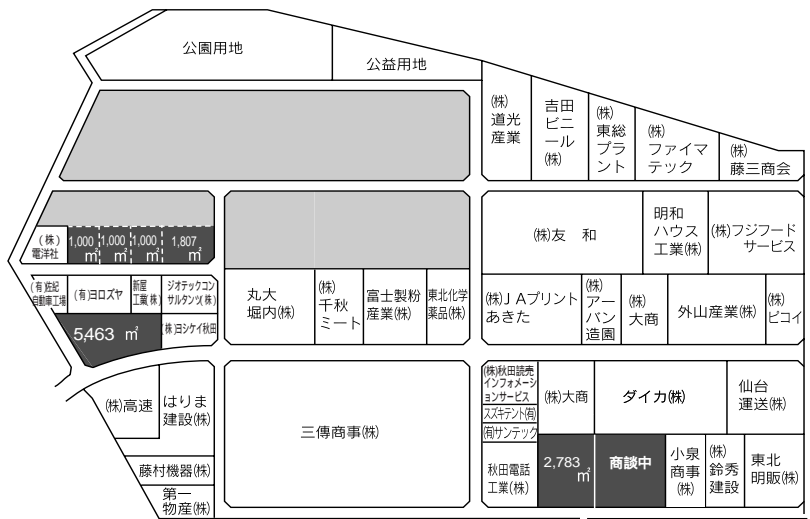 公園用地
公益用地
㈱
道光
産業
吉田
ビニ
ール
㈱
㈱
東総
プラ
ント
㈱
ファイマ
テック
㈱
藤三商会
(株)
電洋社
1,000
㎡
1,000
㎡
1,000
㎡
1,807
㎡
㈱友 和
明和
ハウス
工業㈱
㈱フジフード
サービス
(有)佐紀
自動車工場
(有)ヨロズヤ
新屋
工業(株)
ジオテックコン
サルタンツ(株)
(株)ヨシケイ秋田
5,463 ㎡
丸大
堀内㈱
㈱
千秋
ミート
富士製粉
産業㈱
東北化学
薬品㈱
㈱ＪＡプリント
あきた
㈱
アー
バン
造園
㈱
大商
外山産業㈱
㈱
ピコイ
㈱高速
はりま
建設㈱
藤村機器㈱
第一
物産㈱
三傳商事㈱
㈱秋田読売
インフォメーシ
ョンサービス
スズキテント㈲
㈲サンテック
秋田電話
工業㈱
㈱大商
ダイカ㈱
仙台
運送㈱
2,783
㎡
商談中
小泉
商事
㈱
㈱
鈴秀
建設
東北
明販㈱